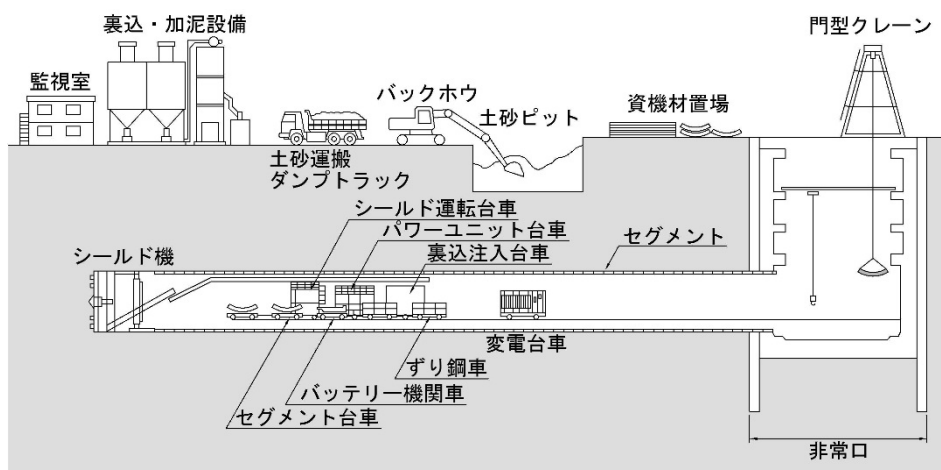 裏込・加泥設備
門型クレーン
監視室
バックホウ
土砂ピット
資機材置場
土砂運搬
ダンプトラック
シールド運転台車
パワーユニット台車
セグメント
シールド機
裏込注入台車
変電台車
ずり鋼車
バッテリー機関車
セグメント台車
非常口